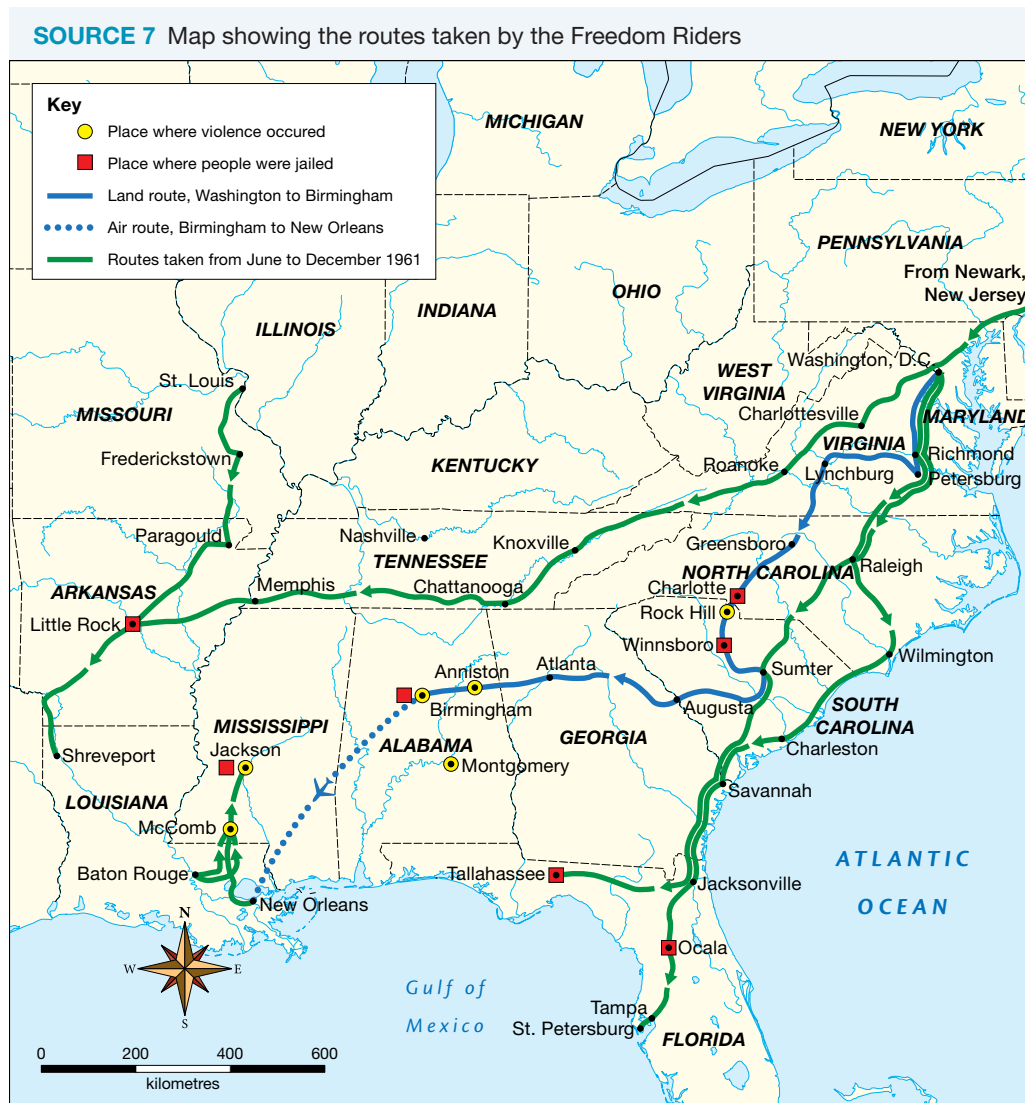 SOURCE 7 Map showing the routes taken by the Freedom Riders
Key
Place where violence occured
Place where people were jailed
Land route, Washington to Birmingham
Air route, Birmingham to New Orleans
Routes taken from June to December 1961
MICHIGAN
NEW YORK
PENNSYLVANIA
From Newark,
New Jersey
OHIO
INDIANA
ILLINOIS
WEST
VIRGINIA
Washington, D.C.
St. Louis
MISSOURI
Charlottesville
MARYLAND
VIRGINIA
Fredericktown
KENTUCKY
Roanoke
Lynchburg
Richmond
Petersburg
Paragould
Nashville
TENNESSEE
Knoxville
Greensboro
Raleigh
ARKANSAS
Memphis
Chattanooga
NORTH CAROLINA
Charlotte
Rock Hill
Little Rock
Winnsboro
Wilmington
Anniston
Atlanta
Sumter
Birmingham
Augusta
SOUTH
CAROLINA
MISSISSIPPI
Jackson
ALABAMA
GEORGIA
Charleston
Shreveport
Montgomery
Savannah
LOUISIANA
McComb
ATLANTIC
OCEAN
Baton Rouge
Tallahassee
Jacksonville
New Orleans
N
W
E
S
Ocala
Gulf of
Mexico
Tampa
St. Petersburg
FLORIDA
0 200 400 600
kilometres